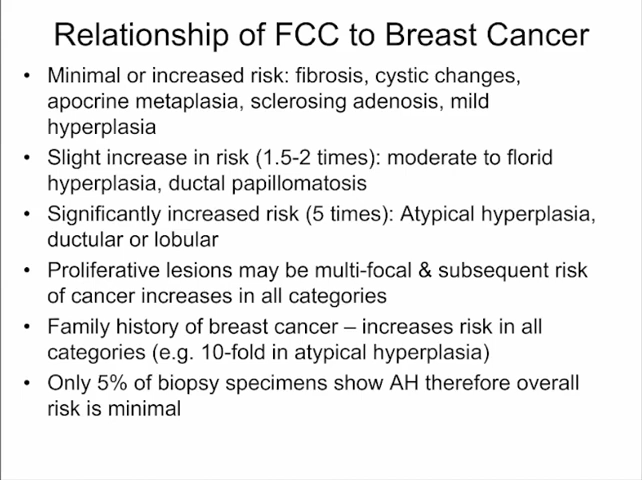 Relationship of FCC to Breast Cancer
• Minimal or increased risk: fibrosis, cystic changes,
apocrine metaplasia, sclerosing adenosis, mild
hyperplasia
• Slight increase in risk (1.5-2 times): moderate to florid
hyperplasia, ductal papillomatosis
• Significantly increased risk (5 times): Atypical hyperplasia,
ductular or lobular
• Proliferative lesions may be multi-focal & subsequent risk
of cancer increases in all categories
• Family history of breast cancer – increases risk in all
categories (e.g. 10-fold in atypical hyperplasia)
• Only 5% of biopsy specimens show AH therefore overall
risk is minimal